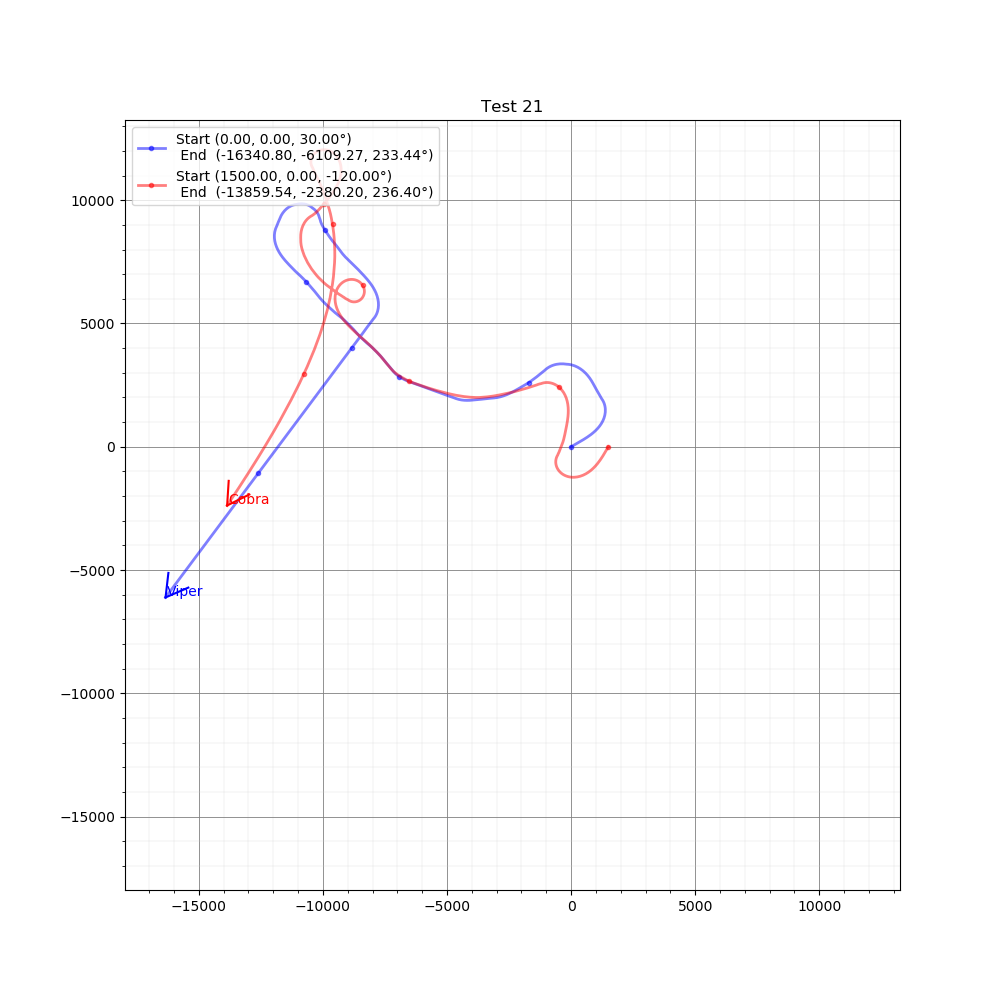 Test 21
Start (0.00, 0.00, 30.00°)
End (-16340.80, -6109.27, 233.44°)
Start (1500.00, 0.00, -120.00°)
End (-13859.54, -2380.20, 236.40°)
10000
5000
0
−5000
−10000
−15000
Cobra
Viper
−15000 −10000 −5000 0 5000 10000